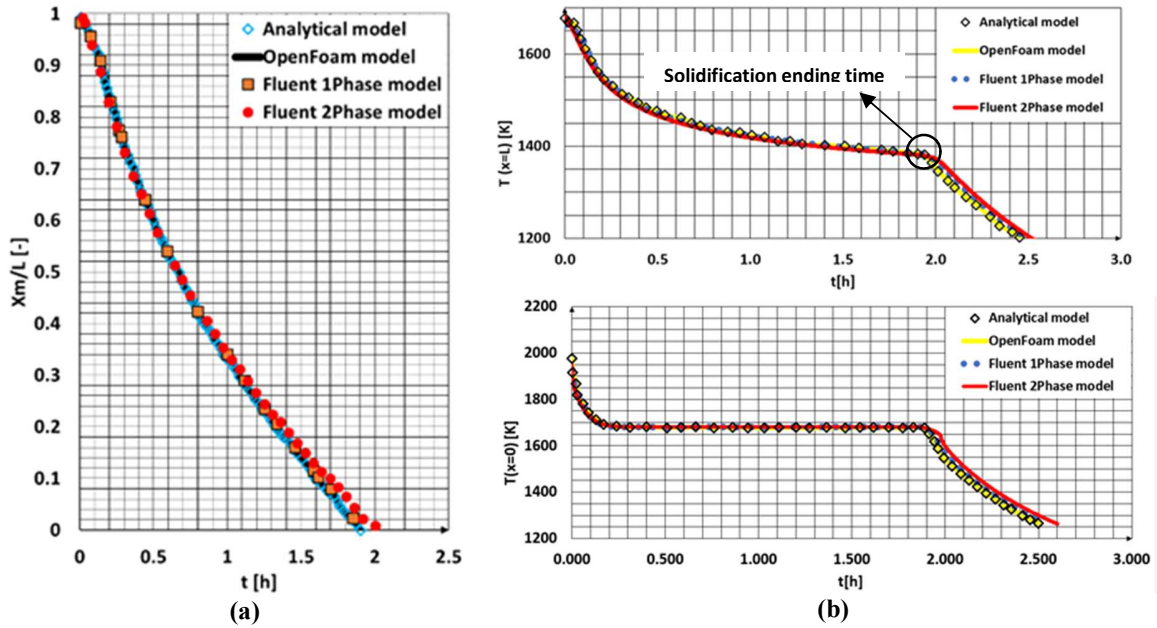 Analytical model
OpenFoam model
Fluent 1Phase model
Fluent 2Phase model
1
0.9
0.8
0.7
0.6
0.5
0.4
0.3
0.2
0.1
0
Xm/L [-]
0 0.5 1 1.5 2 2.5
t [h]
(a)
Analytical model
OpenFoam model
Fluent 1Phase model
Fluent 2Phase model
Solidification ending time
1600
1400
1200
T (x=L) [K]
0.0 0.5 1.0 1.5 2.0 2.5 3.0
t[h]
Analytical model
OpenFoam model
Fluent 1Phase model
Fluent 2Phase model
2200
2000
1800
1600
1400
1200
T(x=0) [K]
0.000 0.500 1.000 1.500 2.000 2.500 3.000
t[h]
(b)